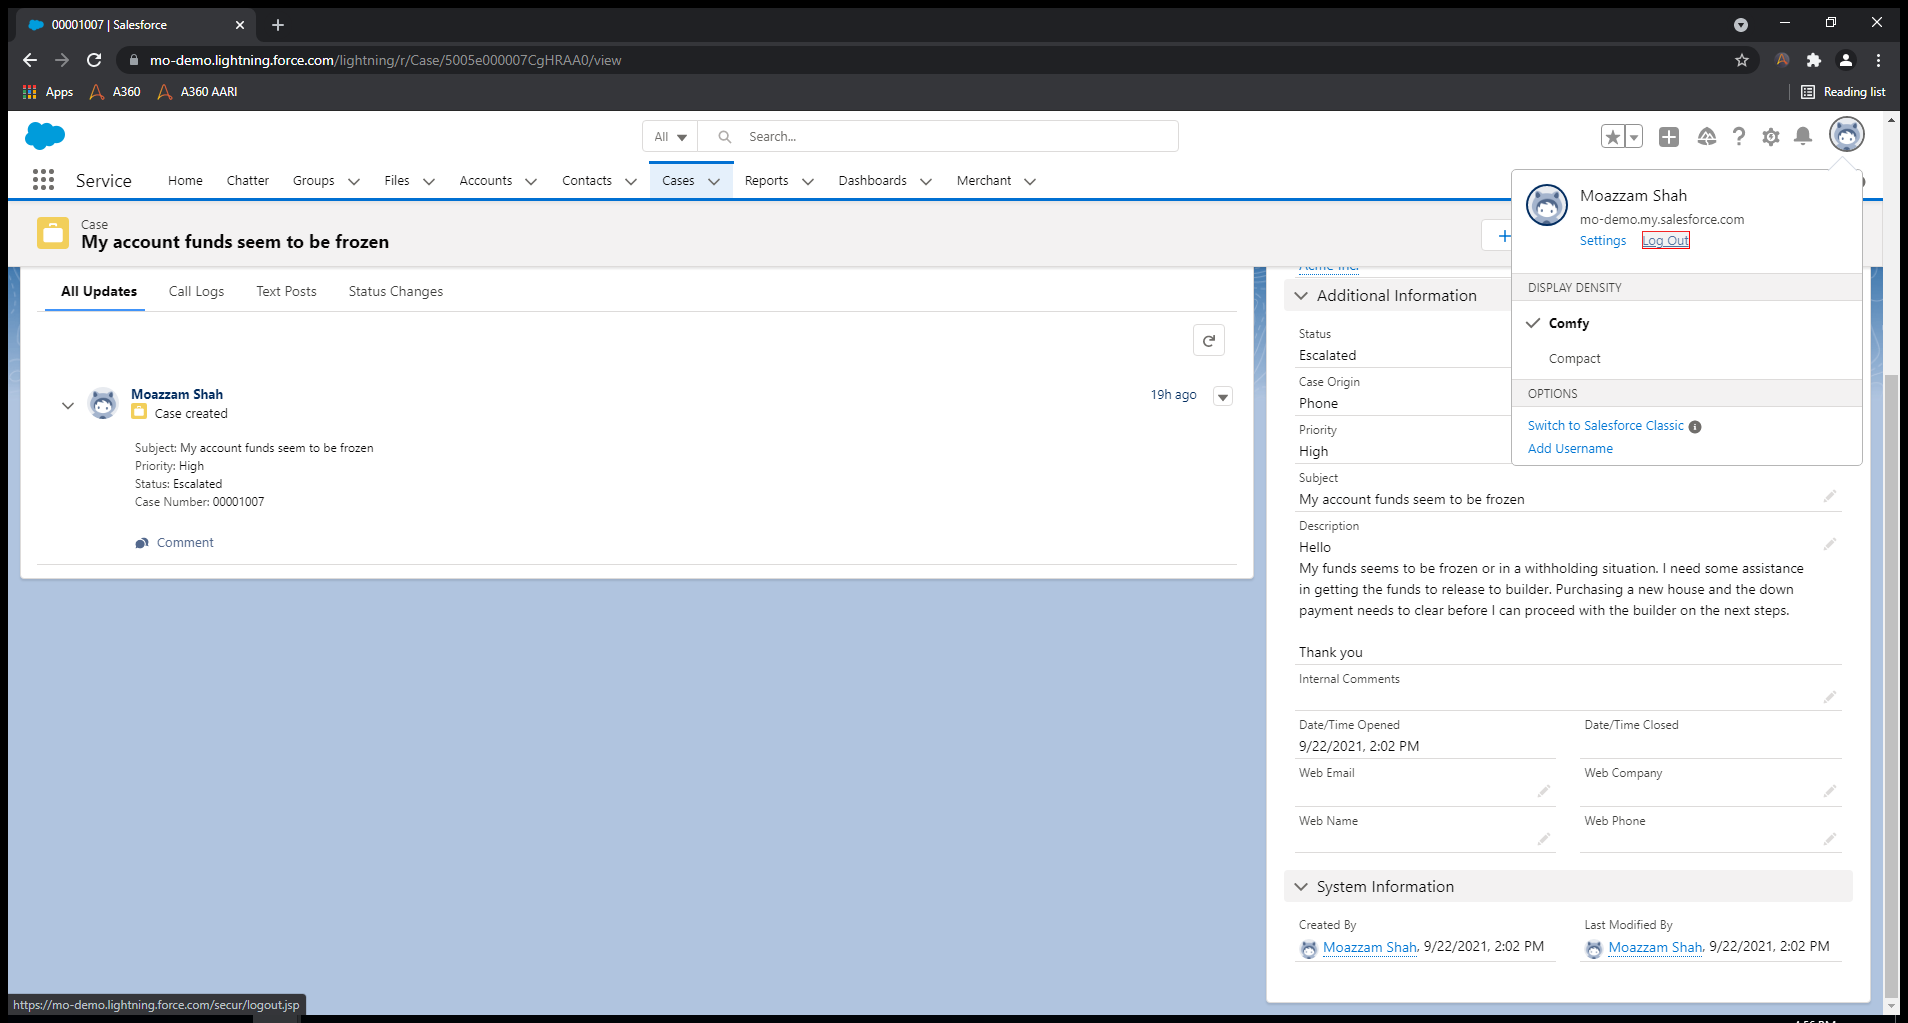 00001007 | Salesforce
mo-demo.lightning.force.com/lightning/r/Case/5005e000007CgHRAA0/view
Apps A360 A360 AARI Reading list
All Search...
Service Home Chatter Groups Files Accounts Contacts Cases Reports Dashboards Merchant
Case
My account funds seem to be frozen
Moazzam Shah
mo-demo.my.salesforce.com
Settings Log Out
DISPLAY DENSITY
Comfy
Compact
OPTIONS
Switch to Salesforce Classic
Add Username
All Updates Call Logs Text Posts Status Changes
Moazzam Shah 19h ago
Case created
Subject: My account funds seem to be frozen
Priority: High
Status: Escalated
Case Number: 00001007
Comment
Acme Inc.
Additional Information
Status
Escalated
Case Origin
Phone
Priority
High
Subject
My account funds seem to be frozen
Description
Hello
My funds seems to be frozen or in a withholding situation. I need some assistance
in getting the funds to release to builder. Purchasing a new house and the down
payment needs to clear before I can proceed with the builder on the next steps.
Thank you
Internal Comments
Date/Time Opened Date/Time Closed
9/22/2021, 2:02 PM
Web Email Web Company
Web Name Web Phone
System Information
Created By Last Modified By
Moazzam Shah, 9/22/2021, 2:02 PM Moazzam Shah, 9/22/2021, 2:02 PM
https://mo-demo.lightning.force.com/secur/logout.jsp